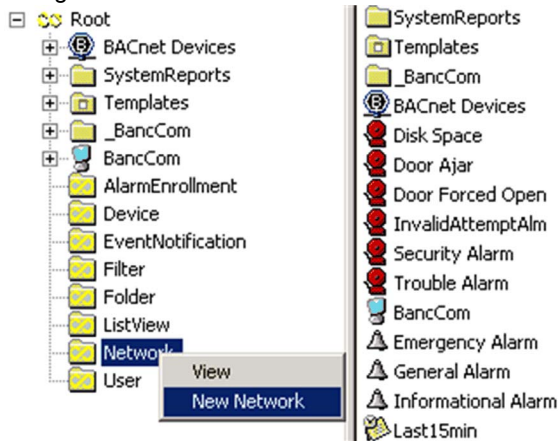 Root
BACnet Devices
SystemReports
Templates
_BancCom
BancCom
AlarmEnrollment
Device
EventNotification
Filter
Folder
ListView
Network
User
View
New Network
SystemReports
Templates
_BancCom
BACnet Devices
Disk Space
Door Ajar
Door Forced Open
InvalidAttemptAlm
Security Alarm
Trouble Alarm
BancCom
Emergency Alarm
General Alarm
Informational Alarm
Last15min